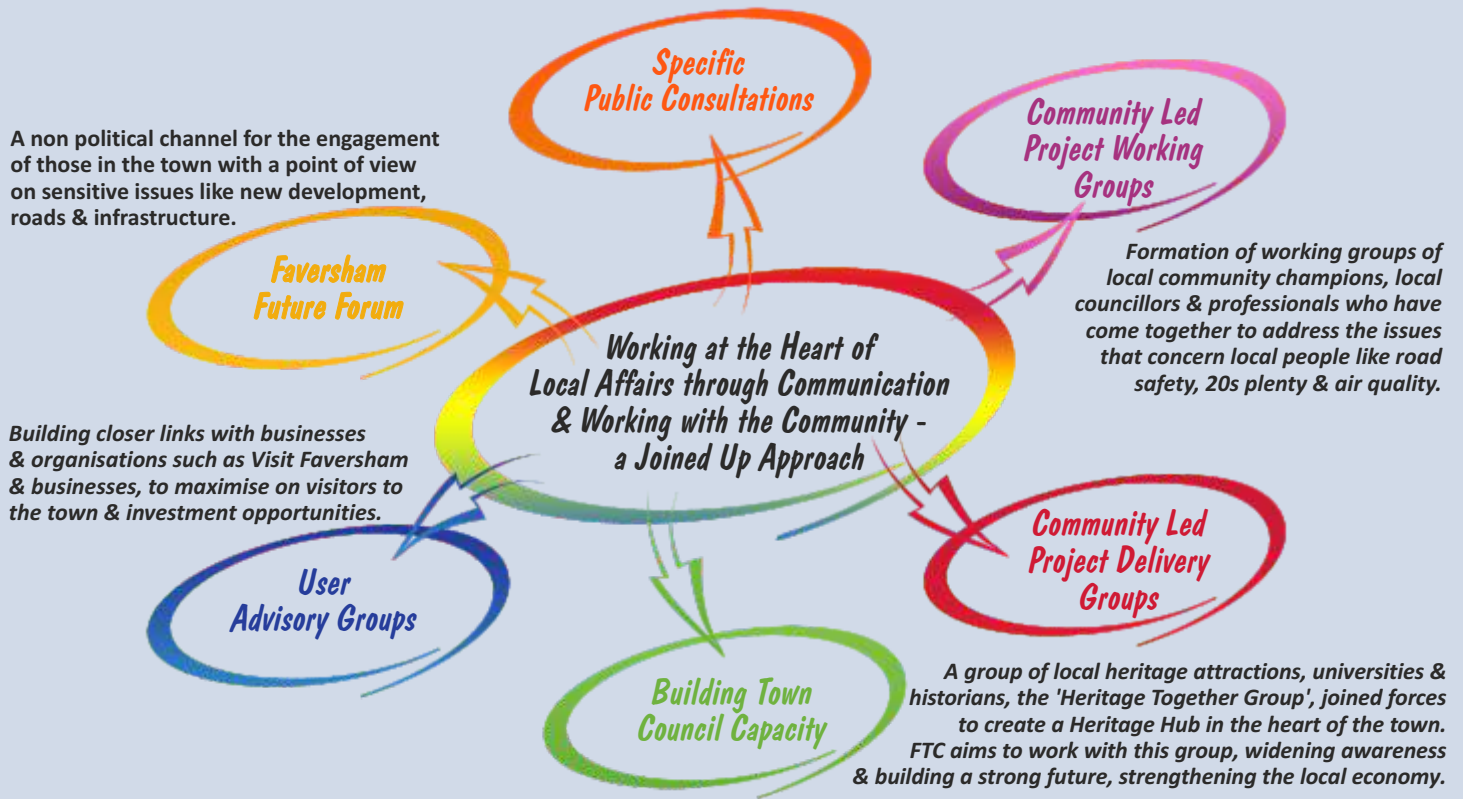 Specific
Public Consultations
Community Led
Project Working
Groups
A non political channel for the engagement
of those in the town with a point of view
on sensitive issues like new development,
roads & infrastructure.
Faversham
Future Forum
Formation of working groups of
local community champions, local
councillors & professionals who have
come together to address the issues
that concern local people like road
safety, 20s plenty & air quality.
Working at the Heart of
Local Affairs through Communication
& Working with the Community -
a Joined Up Approach
Building closer links with businesses
& organisations such as Visit Faversham
& businesses, to maximise on visitors to
the town & investment opportunities.
User
Advisory Groups
Community Led
Project Delivery
Groups
Building Town
Council Capacity
A group of local heritage attractions, universities &
historians, the 'Heritage Together Group', joined forces
to create a Heritage Hub in the heart of the town.
FTC aims to work with this group, widening awareness
& building a strong future, strengthening the local economy.